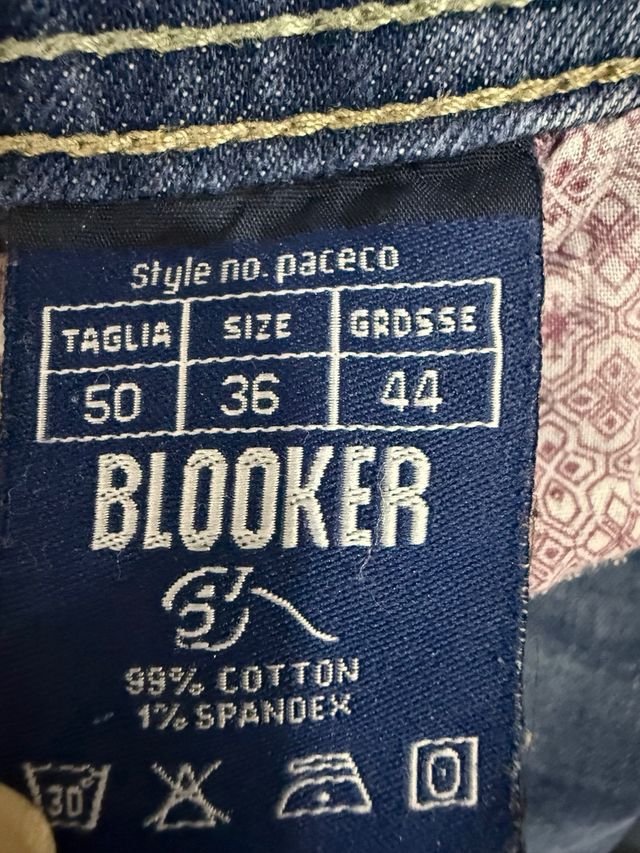 style no. paceco
TAGLIA SIZE GROSSE
50 36 44
BLOOKER
99% COTTON
1% SPANDEX
30°